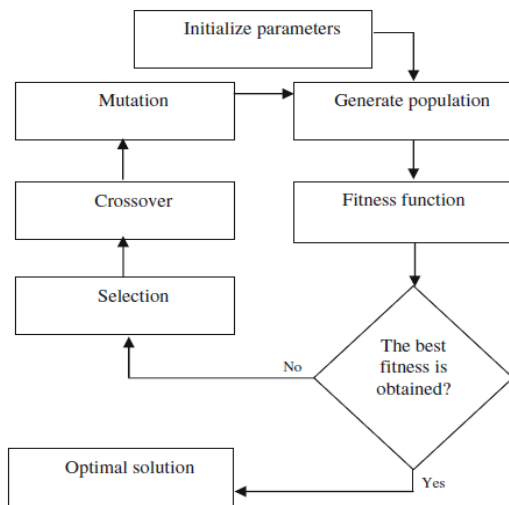 Initialize parameters
Mutation
Generate population
Crossover
Fitness function
Selection
The best
fitness is
obtained?
No
Optimal solution
Yes